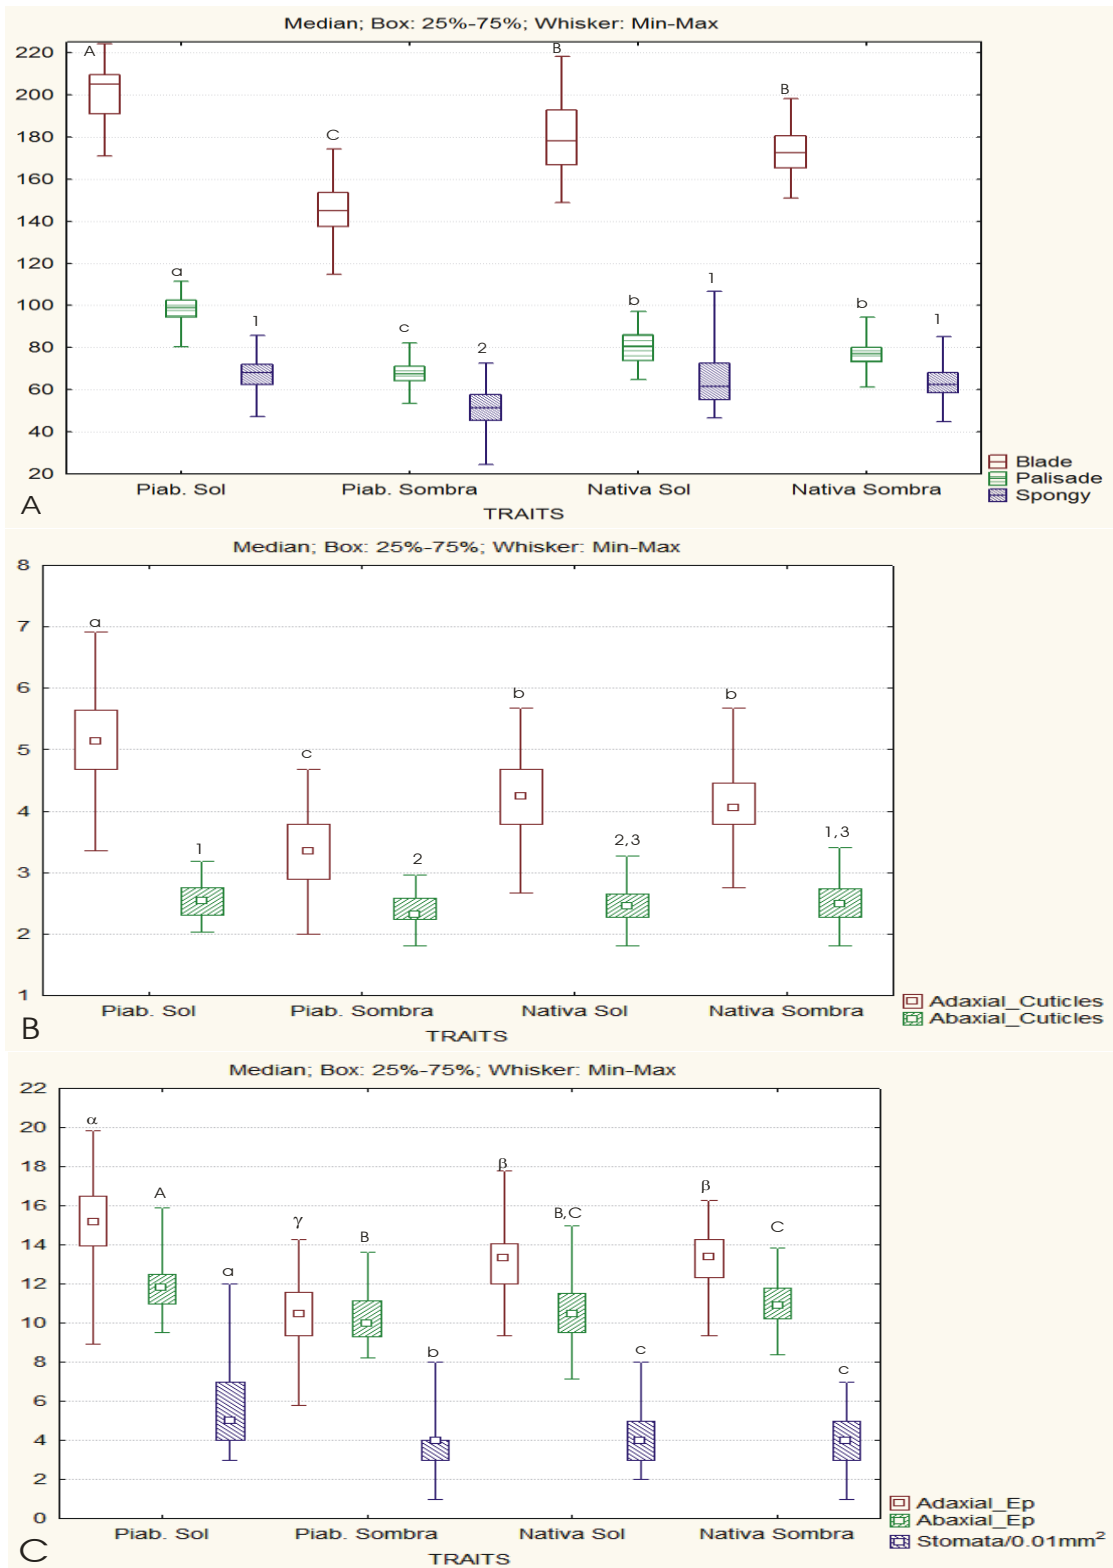 Median; Box: 25%-75%; Whisker: Min-Max
220
200
180
160
140
120
100
80
60
40
20
A
a
1
C
c
2
B
b
1
B
b
1
Piab. Sol
Piab. Sombra
Nativa Sol
Nativa Sombra
TRAITS
Blade
Palisade
Spongy
A
Median; Box: 25%-75%; Whisker: Min-Max
8
7
6
5
4
3
2
1
a
1
c
2
b
2,3
b
1,3
Piab. Sol
Piab. Sombra
Nativa Sol
Nativa Sombra
TRAITS
Adaxial_Cuticles
Abaxial_Cuticles
B
Median; Box: 25%-75%; Whisker: Min-Max
22
20
18
16
14
12
10
8
6
4
2
0
α
A
a
γ
B
b
β
B,C
c
β
C
c
Piab. Sol
Piab. Sombra
Nativa Sol
Nativa Sombra
TRAITS
Adaxial_Ep
Abaxial_Ep
Stomata/0.01mm²
C